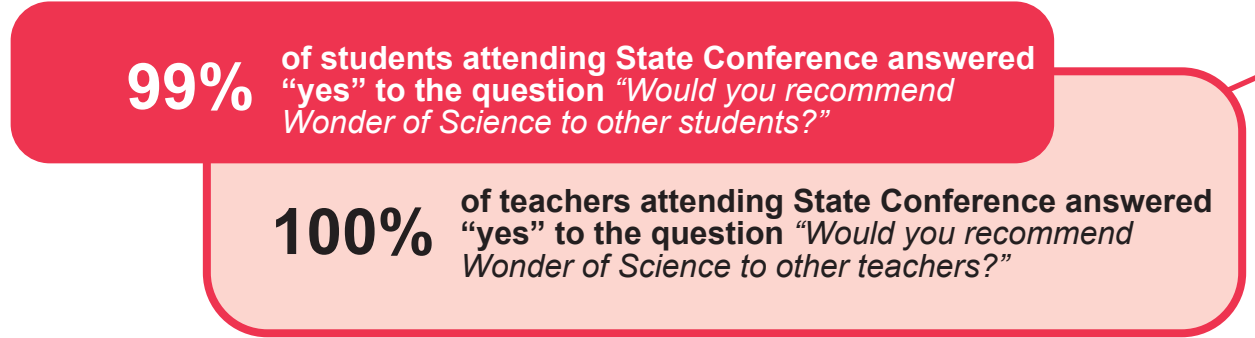 99%
of students attending State Conference answered
“yes” to the question “Would you recommend
Wonder of Science to other students?”
100%
of teachers attending State Conference answered
“yes” to the question “Would you recommend
Wonder of Science to other teachers?”